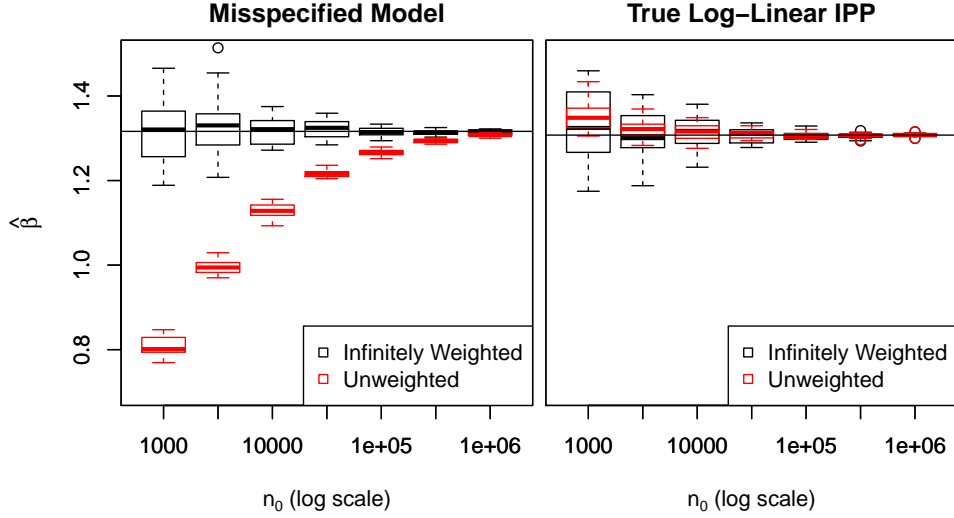 Misspecified Model
True Log−Linear IPP
β̂
1.4
1.2
1.0
0.8
Infinitely Weighted
Unweighted
Infinitely Weighted
Unweighted
1000 10000 1e+05 1e+06
1000 10000 1e+05 1e+06
n₀ (log scale)
n₀ (log scale)